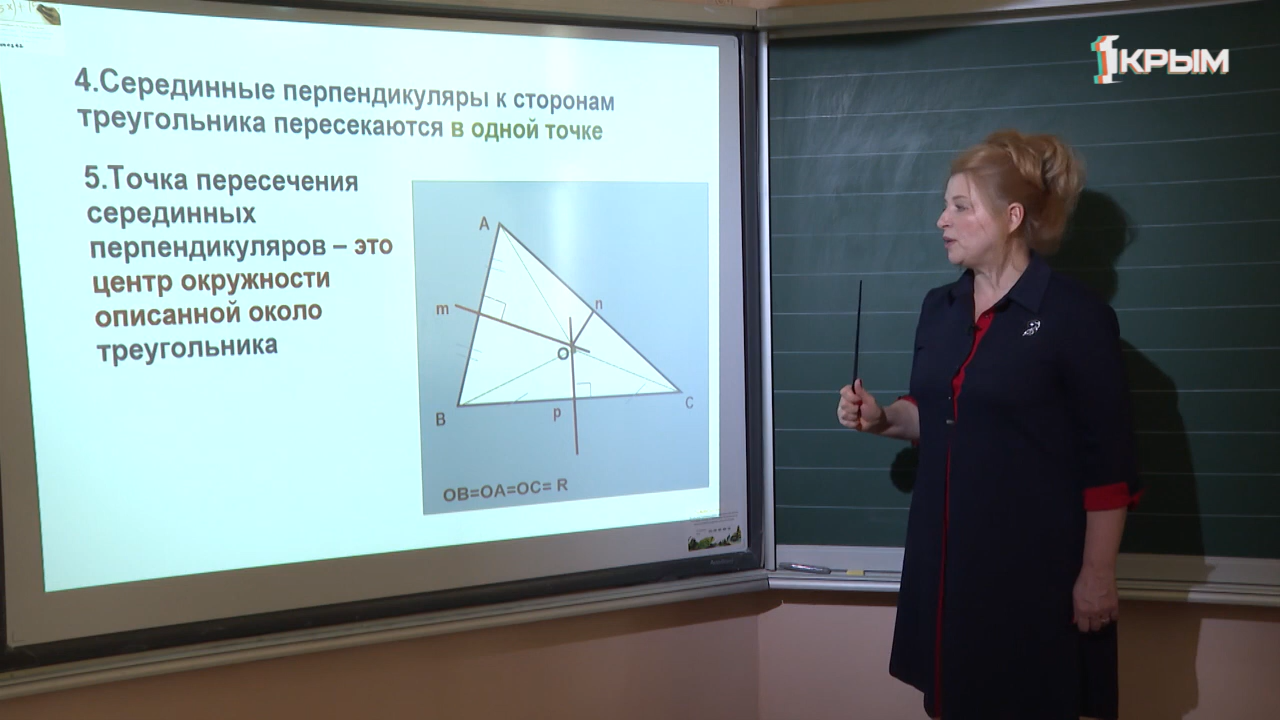 1КРЫМ
4.Серединные перпендикуляры к сторонам
треугольника пересекаются в одной точке
5.Точка пересечения
серединных
перпендикуляров – это
центр окружности
описанной около
треугольника
A
m
n
O
B
p
C
OB=OA=OC= R